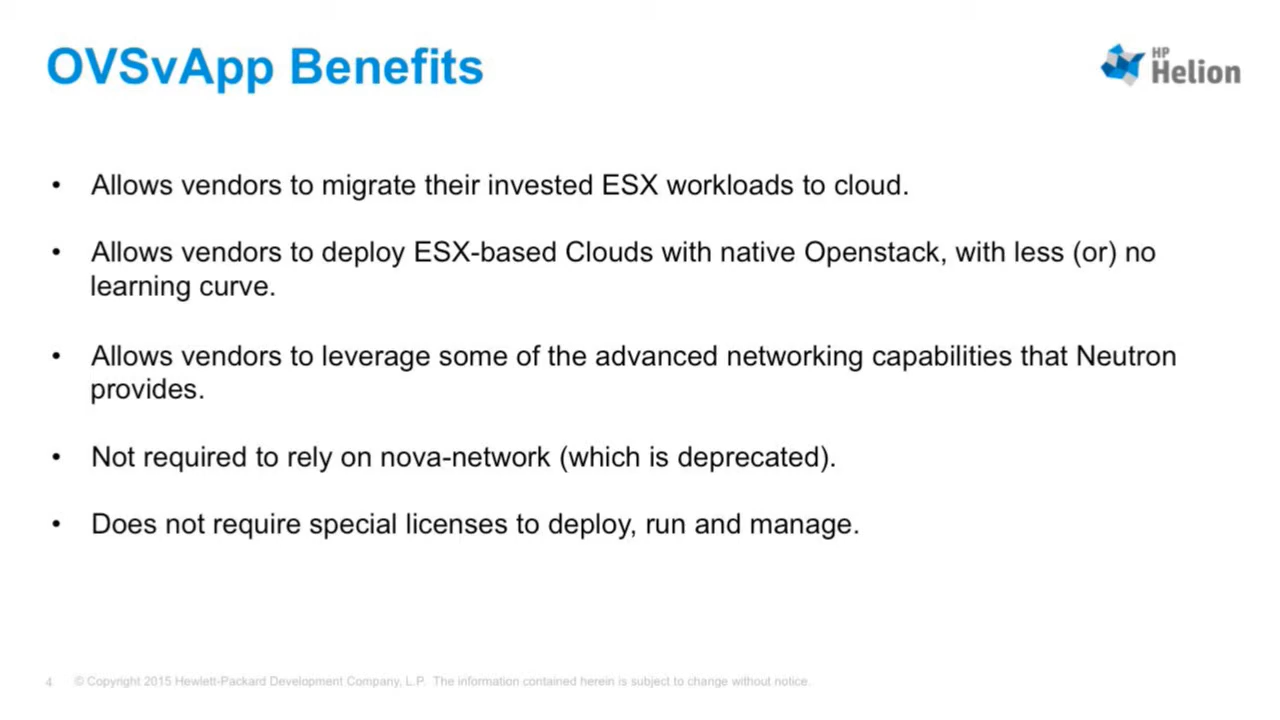 OVSvApp Benefits
HP
Helion
• Allows vendors to migrate their invested ESX workloads to cloud.
• Allows vendors to deploy ESX-based Clouds with native Openstack, with less (or) no
learning curve.
• Allows vendors to leverage some of the advanced networking capabilities that Neutron
provides.
• Not required to rely on nova-network (which is deprecated).
• Does not require special licenses to deploy, run and manage.
4 © Copyright 2015 Hewlett-Packard Development Company, L.P. The information contained herein is subject to change without notice.